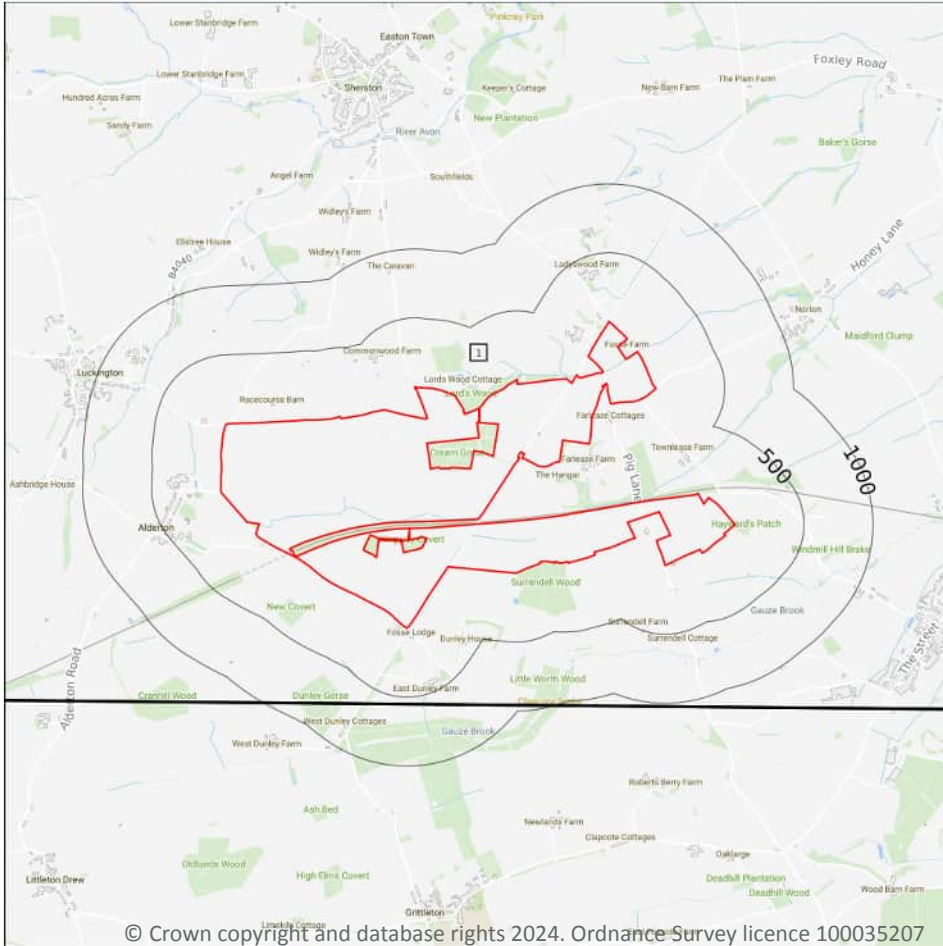 Pinkney Park
Lower Stanbridge Farm
Easton Town
Foxley Road
Lower Stanbridge Farm
The Plain Farm
Sherston
Keeper's Cottage
New Barn Farm
Hundred Acres Farm
New Plantation
Sandy Farm
River Avon
Baker's Gorse
Angel Farm
Southfields
Widley's Farm
Elbtree House
Honey Lane
Widley's Farm
B4040
The Caravan
Ladyswood Farm
Norton
Maidford Clump
Fosse Farm
1
Commonwood Farm
Luckington
Lords Wood Cottage
Lord's Wood
Racecourse Barn
Farleaze Cottages
Townlease Farm
Cream Gorse
Farleaze Farm
500
1000
The Hangar
Pig Lane
Ashbridge House
Alderton
Hayward's Patch
Covert
Windmill Hill Brake
Surrendell Wood
New Covert
Gauze Brook
Surrendell Farm
Fosse Lodge
Dunley House
Surrendell Cottage
The Street
Alderton Road
Little Worth Wood
East Dunley Farm
Cranhill Wood
Dunley Gorse
West Dunley Cottages
Gauze Brook
West Dunley Farm
Roberts Berry Farm
Ash Bed
Newlands Farm
Clapcote Cottages
Oaklarge
Oldlands Wood
High Elms Covert
Deadhill Plantation
Littleton Drew
Deadhill Wood
Wood Barn Farm
Grittleton
Limekiln Cottage
© Crown copyright and database rights 2024. Ordnance Survey licence 100035207